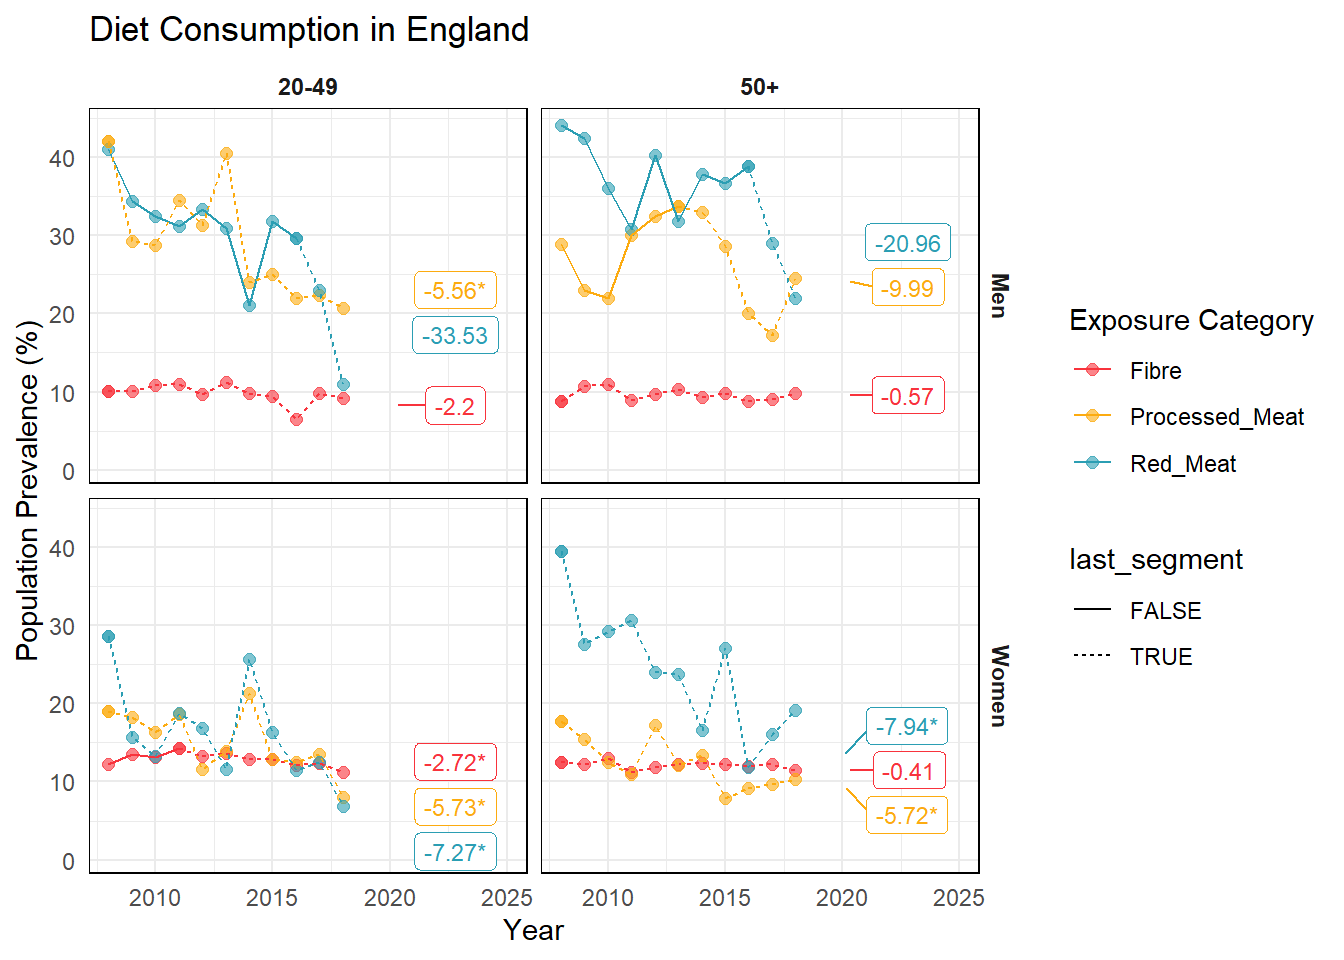 Diet Consumption in England
20-49
50+
Population Prevalence (%)
40
30
20
10
0
-5.56*
-33.53
-2.2
-20.96
-9.99
-0.57
Men
40
30
20
10
0
-2.72*
-5.73*
-7.27*
-7.94*
-0.41
-5.72*
Women
2010
2015
2020
2025
2010
2015
2020
2025
Year
Exposure Category
Fibre
Processed_Meat
Red_Meat
last_segment
FALSE
TRUE